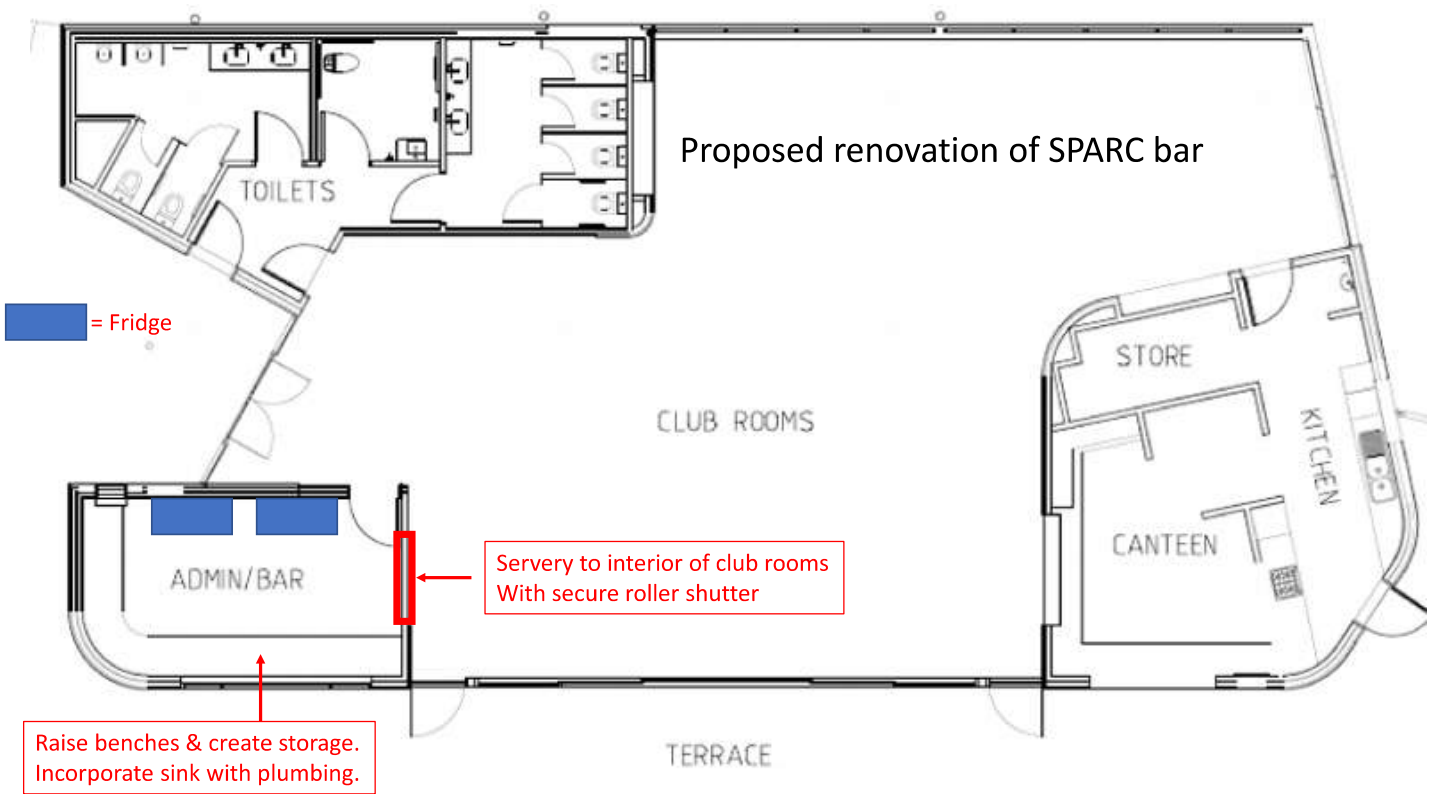 Proposed renovation of SPARC bar
TOILETS
= Fridge
STORE
CLUB ROOMS
KITCHEN
CANTEEN
ADMIN/BAR
Servery to interior of club rooms
With secure roller shutter
Raise benches & create storage.
Incorporate sink with plumbing.
TERRACE